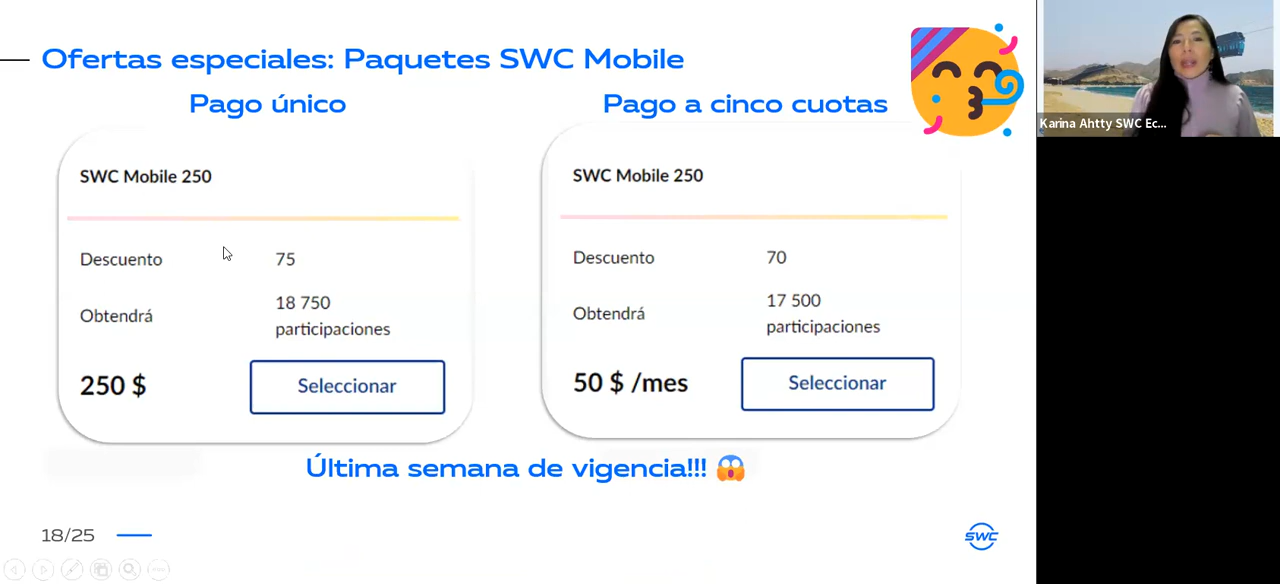 Ofertas especiales: Paquetes SWC Mobile
Pago único
Pago a cinco cuotas
SWC Mobile 250
Descuento 75
Obtendrá 18 750
participaciones
250 $ Seleccionar
SWC Mobile 250
Descuento 70
Obtendrá 17 500
participaciones
50 $ /mes Seleccionar
Última semana de vigencia!!!
18/25
SWC
Karina Ahtty SWC Ec...